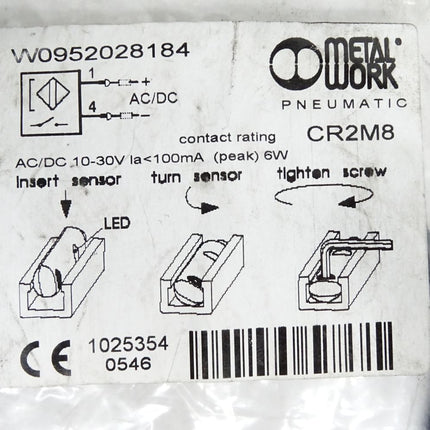 W0952028184
METAL WORK
PNEUMATIC
1 +
4 -
AC/DC
contact rating
CR2M8
AC/DC 10-30V Ia<100mA (peak) 6W
insert sensor turn sensor tighten screw
LED
CE 1025354
0546